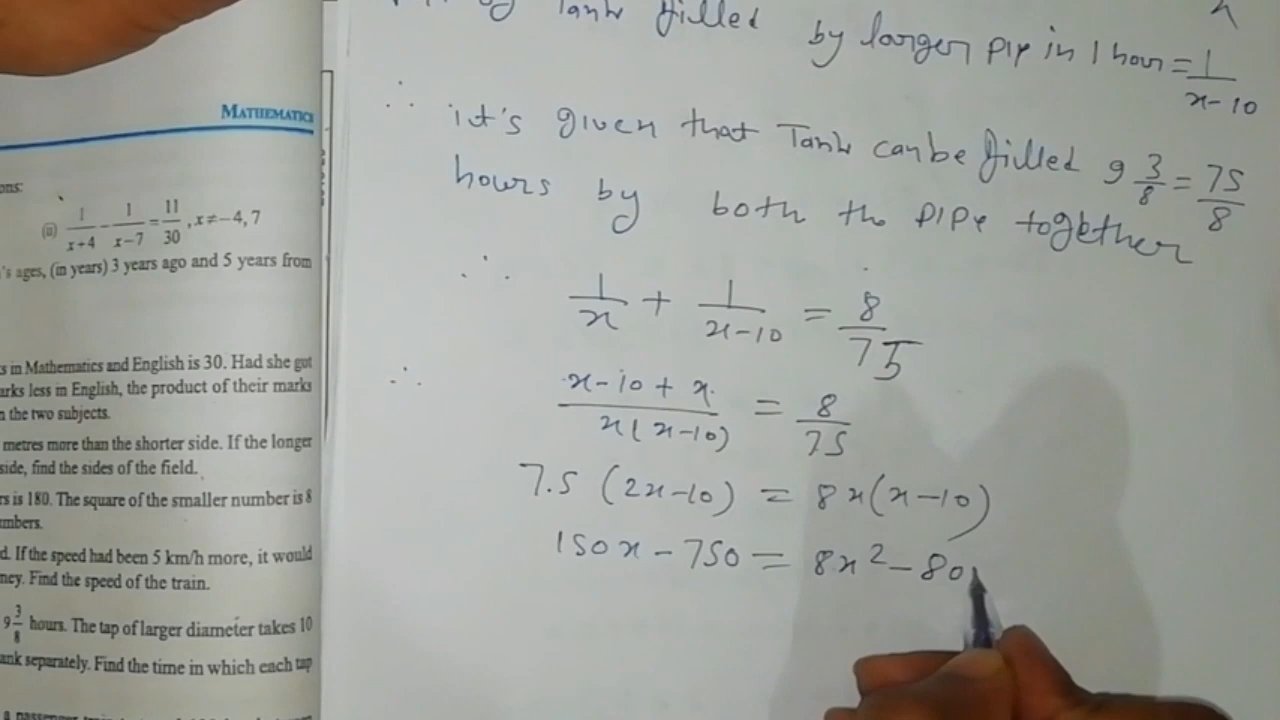 MATHEMATICS
ons:
(ii) 1/x+4 - 1/x-7 = 11/30, x ≠ -4, 7
's ages, (in years) 3 years ago and 5 years from
s in Mathematics and English is 30. Had she got
arks less in English, the product of their marks
the two subjects.
metres more than the shorter side. If the longer
side, find the sides of the field.
rs is 180. The square of the smaller number is 8
mbers.
d. If the speed had been 5 km/h more, it would
ney. Find the speed of the train.
9 3/8 hours. The tap of larger diameter takes 10
ank separately. Find the time in which each tap
Tank filled by larger pip in 1 hour = 1/x-10
∴ it's given that Tank can be filled 9 3/8 = 75/8
hours by both the PIPe together
∴ 1/x + 1/x-10 = 8/75
∴ x-10+x/x(x-10) = 8/75
7.5 (2x-10) = 8x(x-10)
150x - 750 = 8x² - 80